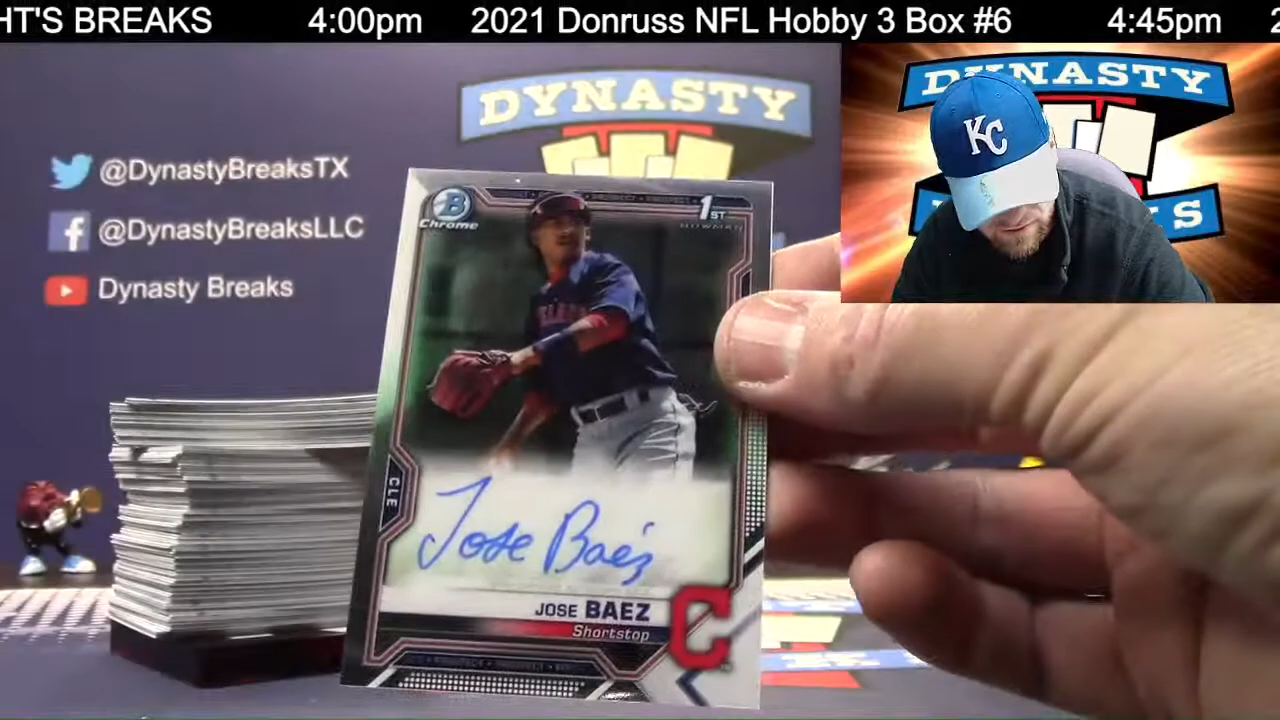 HT'S BREAKS 4:00pm 2021 Donruss NFL Hobby 3 Box #6 4:45pm
DYNASTY
DYNASTY
KC
S
@DynastyBreaksTX
@DynastyBreaksLLC
Dynasty Breaks
B
Chrome
1ST
BOWMAN
CLE
Jose Baez
JOSE BAEZ
Shortstop
C